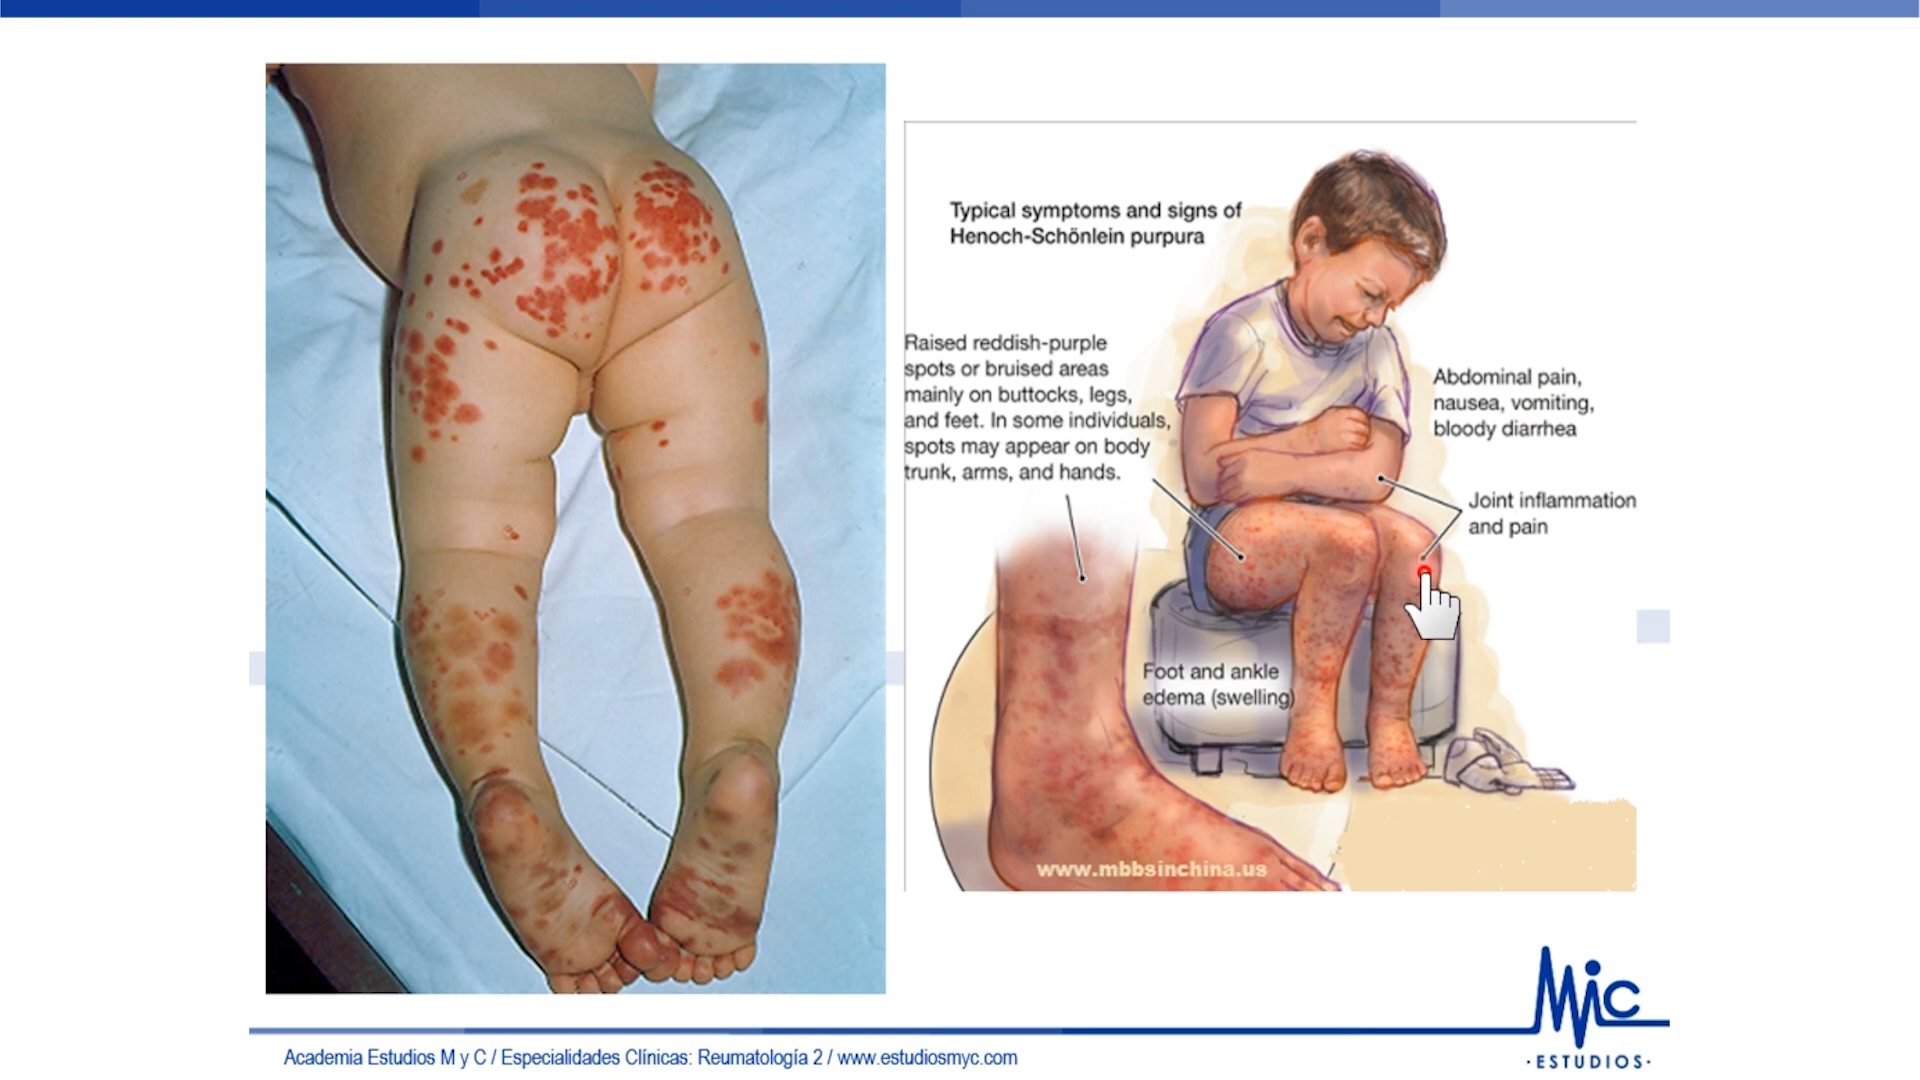 Typical symptoms and signs of
Henoch-Schönlein purpura
Raised reddish-purple
spots or bruised areas
mainly on buttocks, legs,
and feet. In some individuals,
spots may appear on body
trunk, arms, and hands.
Abdominal pain,
nausea, vomiting,
bloody diarrhea
Joint inflammation
and pain
Foot and ankle
edema (swelling)
www.mbbsinchina.us
MiC
·ESTUDIOS·
Academia Estudios M y C / Especialidades Clínicas: Reumatología 2 / www.estudiosmyc.com